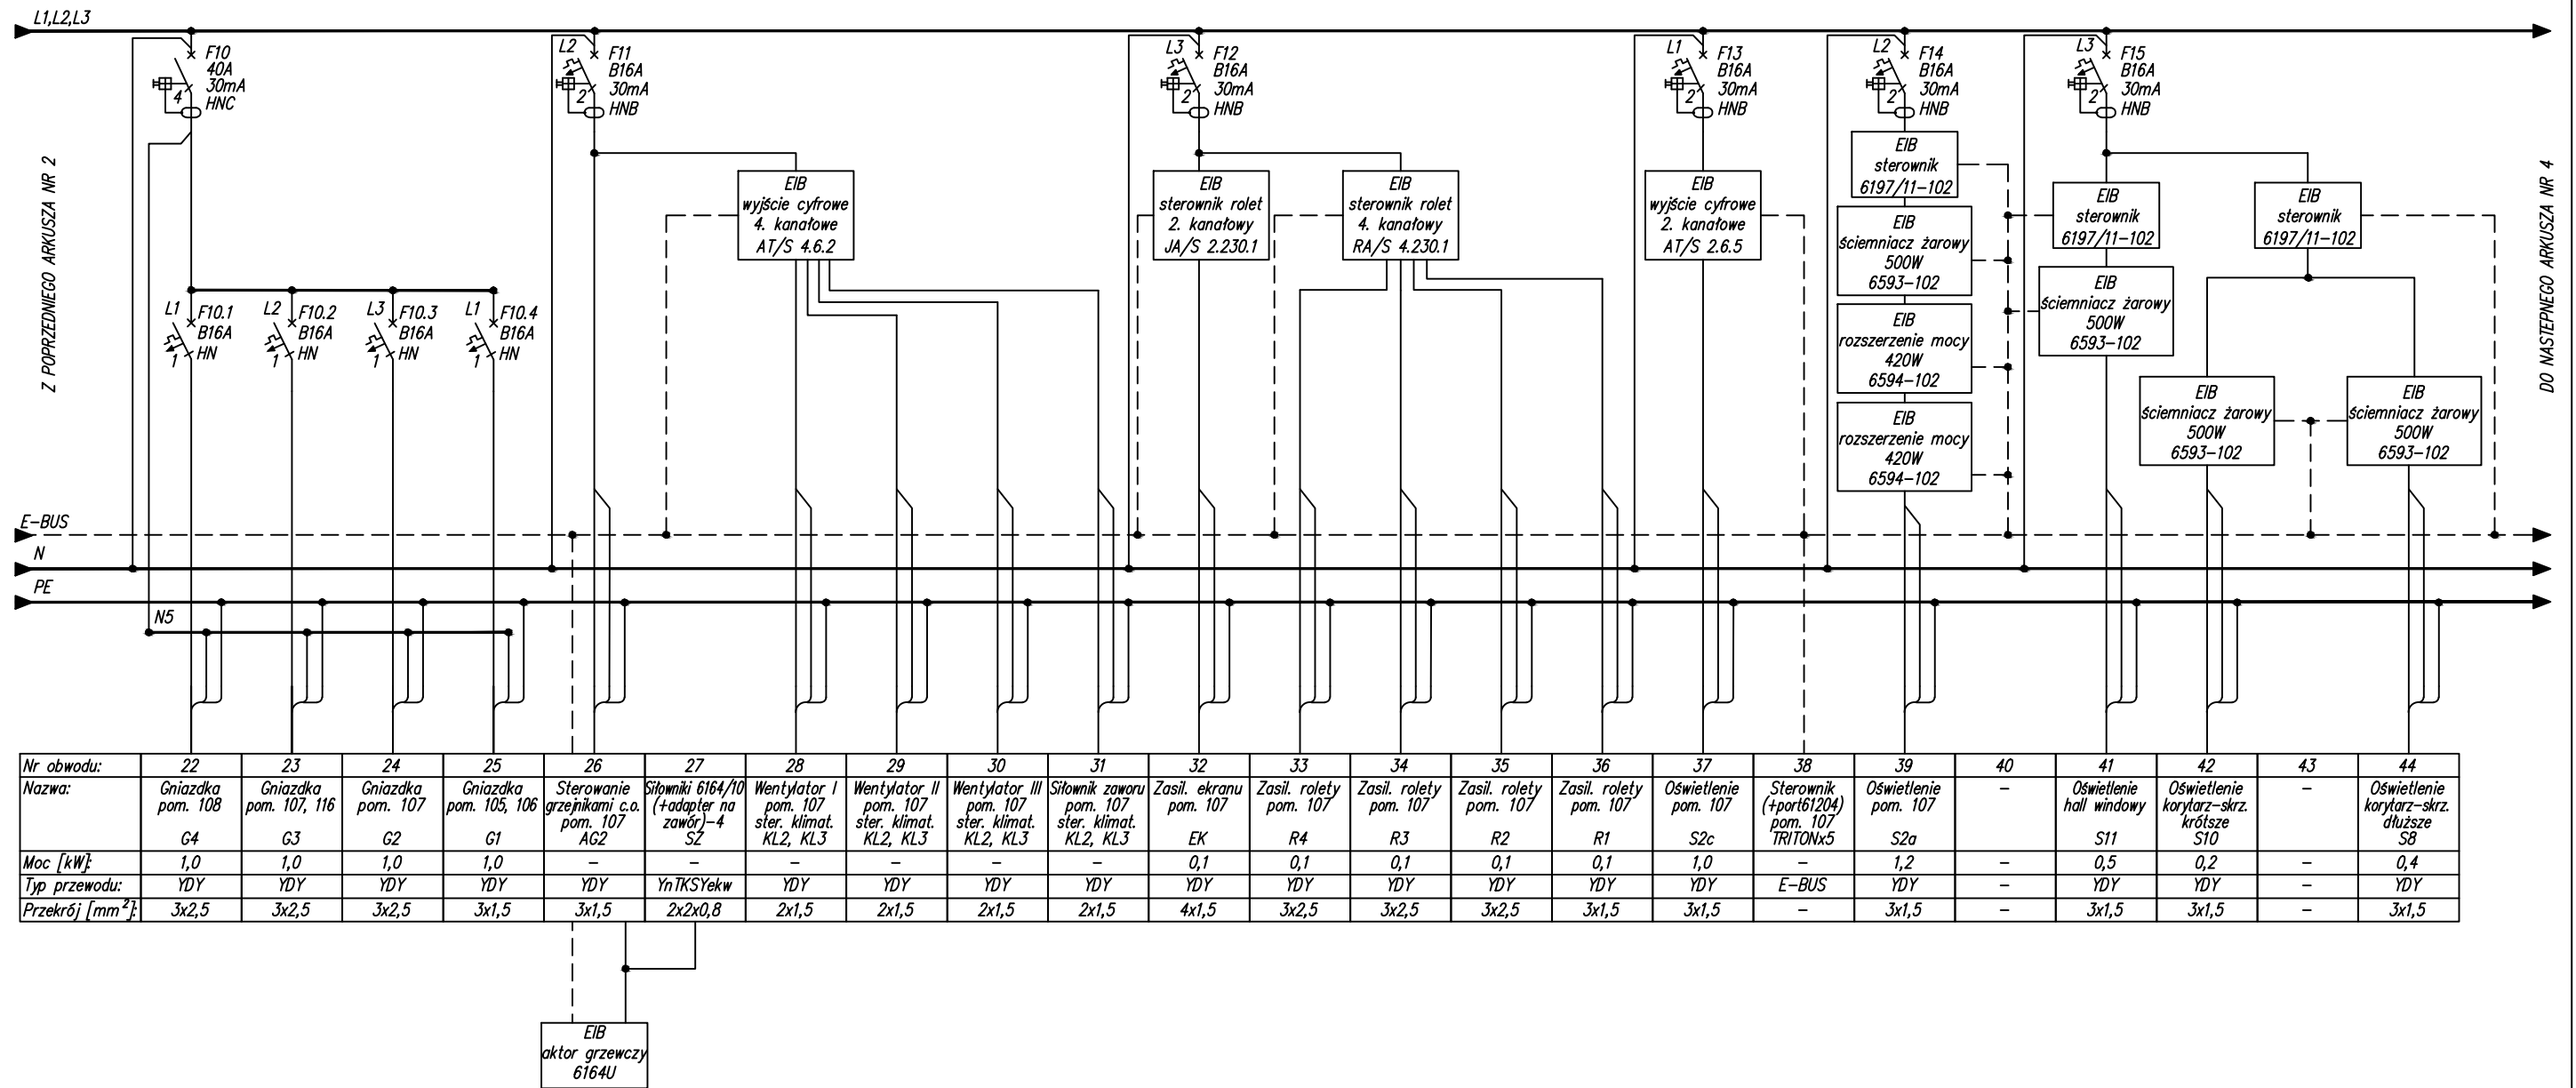 L1,L2,L3
Z POPRZEDNIEGO ARKUSZA NR 2
DO NASTEPNEGO ARKUSZA NR 4
F10
40A
30mA
HNC
4
L2
F11
B16A
30mA
HNB
2
L3
F12
B16A
30mA
HNB
2
L1
F13
B16A
30mA
HNB
2
L2
F14
B16A
30mA
HNB
2
L3
F15
B16A
30mA
HNB
2
EIB
wyjście cyfrowe
4. kanałowe
AT/S 4.6.2
EIB
sterownik rolet
2. kanałowy
JA/S 2.230.1
EIB
sterownik rolet
4. kanałowy
RA/S 4.230.1
EIB
wyjście cyfrowe
2. kanałowe
AT/S 2.6.5
EIB
sterownik
6197/11-102
EIB
ściemniacz żarowy
500W
6593-102
EIB
rozszerzenie mocy
420W
6594-102
EIB
rozszerzenie mocy
420W
6594-102
EIB
sterownik
6197/11-102
EIB
ściemniacz żarowy
500W
6593-102
EIB
sterownik
6197/11-102
EIB
ściemniacz żarowy
500W
6593-102
EIB
ściemniacz żarowy
500W
6593-102
L1
F10.1
B16A
HN
1
L2
F10.2
B16A
HN
1
L3
F10.3
B16A
HN
1
L1
F10.4
B16A
HN
1
E-BUS
N
PE
N5
Nr obwodu: 22 23 24 25 26 27 28 29 30 31 32 33 34 35 36 37 38 39 40 41 42 43 44
Nazwa:
Gniazdka
pom. 108
G4
Gniazdka
pom. 107, 116
G3
Gniazdka
pom. 107
G2
Gniazdka
pom. 105, 106
G1
Sterowanie
grzejnikami c.o.
pom. 107
AG2
Siłowniki 6164/10
(+adapter na
zawór)-4
SZ
Wentylator I
pom. 107
ster. klimat.
KL2, KL3
Wentylator II
pom. 107
ster. klimat.
KL2, KL3
Wentylator III
pom. 107
ster. klimat.
KL2, KL3
Siłownik zaworu
pom. 107
ster. klimat.
KL2, KL3
Zasil. ekranu
pom. 107
EK
Zasil. rolety
pom. 107
R4
Zasil. rolety
pom. 107
R3
Zasil. rolety
pom. 107
R2
Zasil. rolety
pom. 107
R1
Oświetlenie
pom. 107
S2c
Sterownik
(+port61204)
pom. 107
TRITONx5
Oświetlenie
pom. 107
S2a
-
Oświetlenie
hall windowy
S11
Oświetlenie
korytarz-skrz.
krótsze
S10
-
Oświetlenie
korytarz-skrz.
dłuższe
S8
Moc [kW]: 1,0 1,0 1,0 1,0 - - - - - - 0,1 0,1 0,1 0,1 0,1 1,0 - 1,2 - 0,5 0,2 - 0,4
Typ przewodu: YDY YDY YDY YDY YDY YnTKSYekw YDY YDY YDY YDY YDY YDY YDY YDY YDY YDY E-BUS YDY - YDY YDY - YDY
Przekrój [mm²]: 3x2,5 3x2,5 3x2,5 3x1,5 3x1,5 2x2x0,8 2x1,5 2x1,5 2x1,5 2x1,5 4x1,5 3x2,5 3x2,5 3x2,5 3x1,5 3x1,5 - 3x1,5 - 3x1,5 3x1,5 - 3x1,5
EIB
aktor grzewczy
6164U